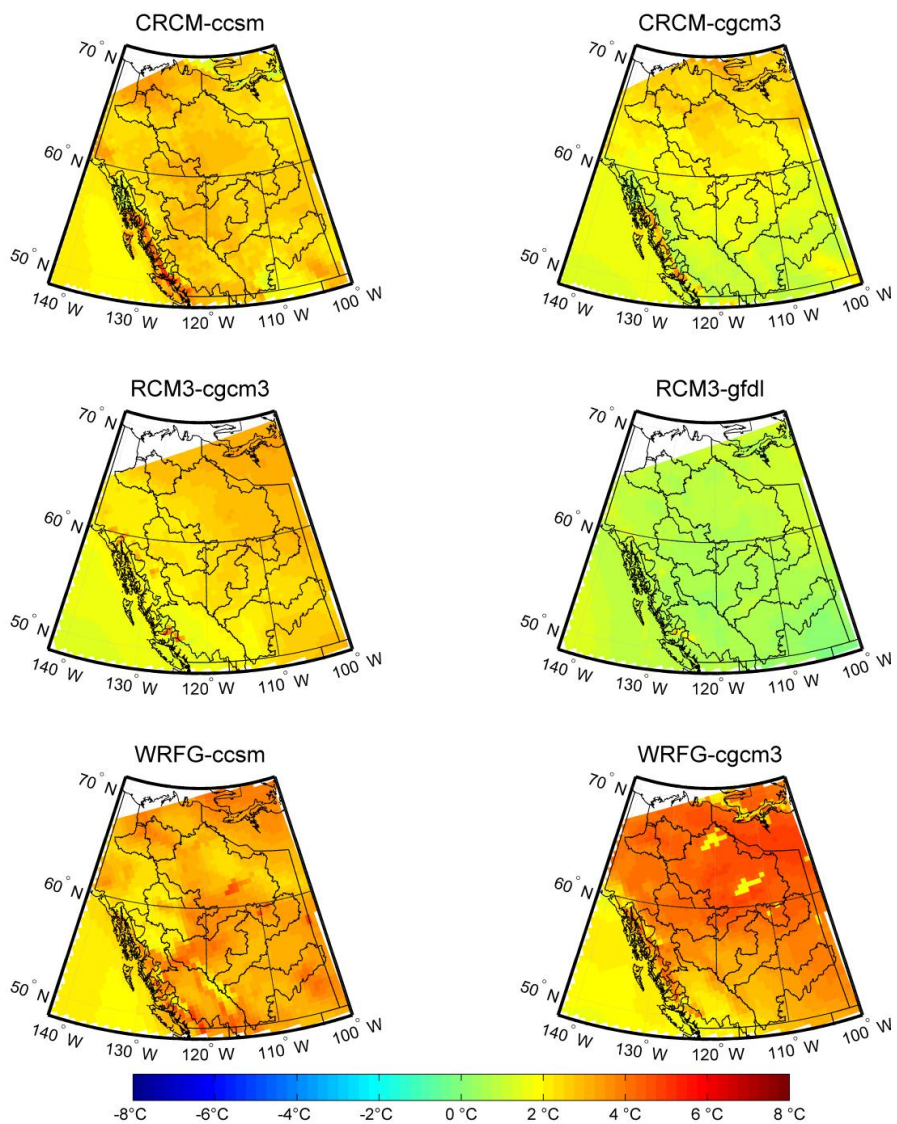 CRCM-ccsm
CRCM-cgcm3
70° N
60° N
50° N
140° W
130° W
120° W
110° W
100° W
70° N
60° N
50° N
140° W
130° W
120° W
110° W
100° W
RCM3-cgcm3
RCM3-gfdl
70° N
60° N
50° N
140° W
130° W
120° W
110° W
100° W
70° N
60° N
50° N
140° W
130° W
120° W
110° W
100° W
WRFG-ccsm
WRFG-cgcm3
70° N
60° N
50° N
140° W
130° W
120° W
110° W
100° W
70° N
60° N
50° N
140° W
130° W
120° W
110° W
100° W
-8°C -6°C -4°C -2°C 0 °C 2 °C 4 °C 6 °C 8 °C